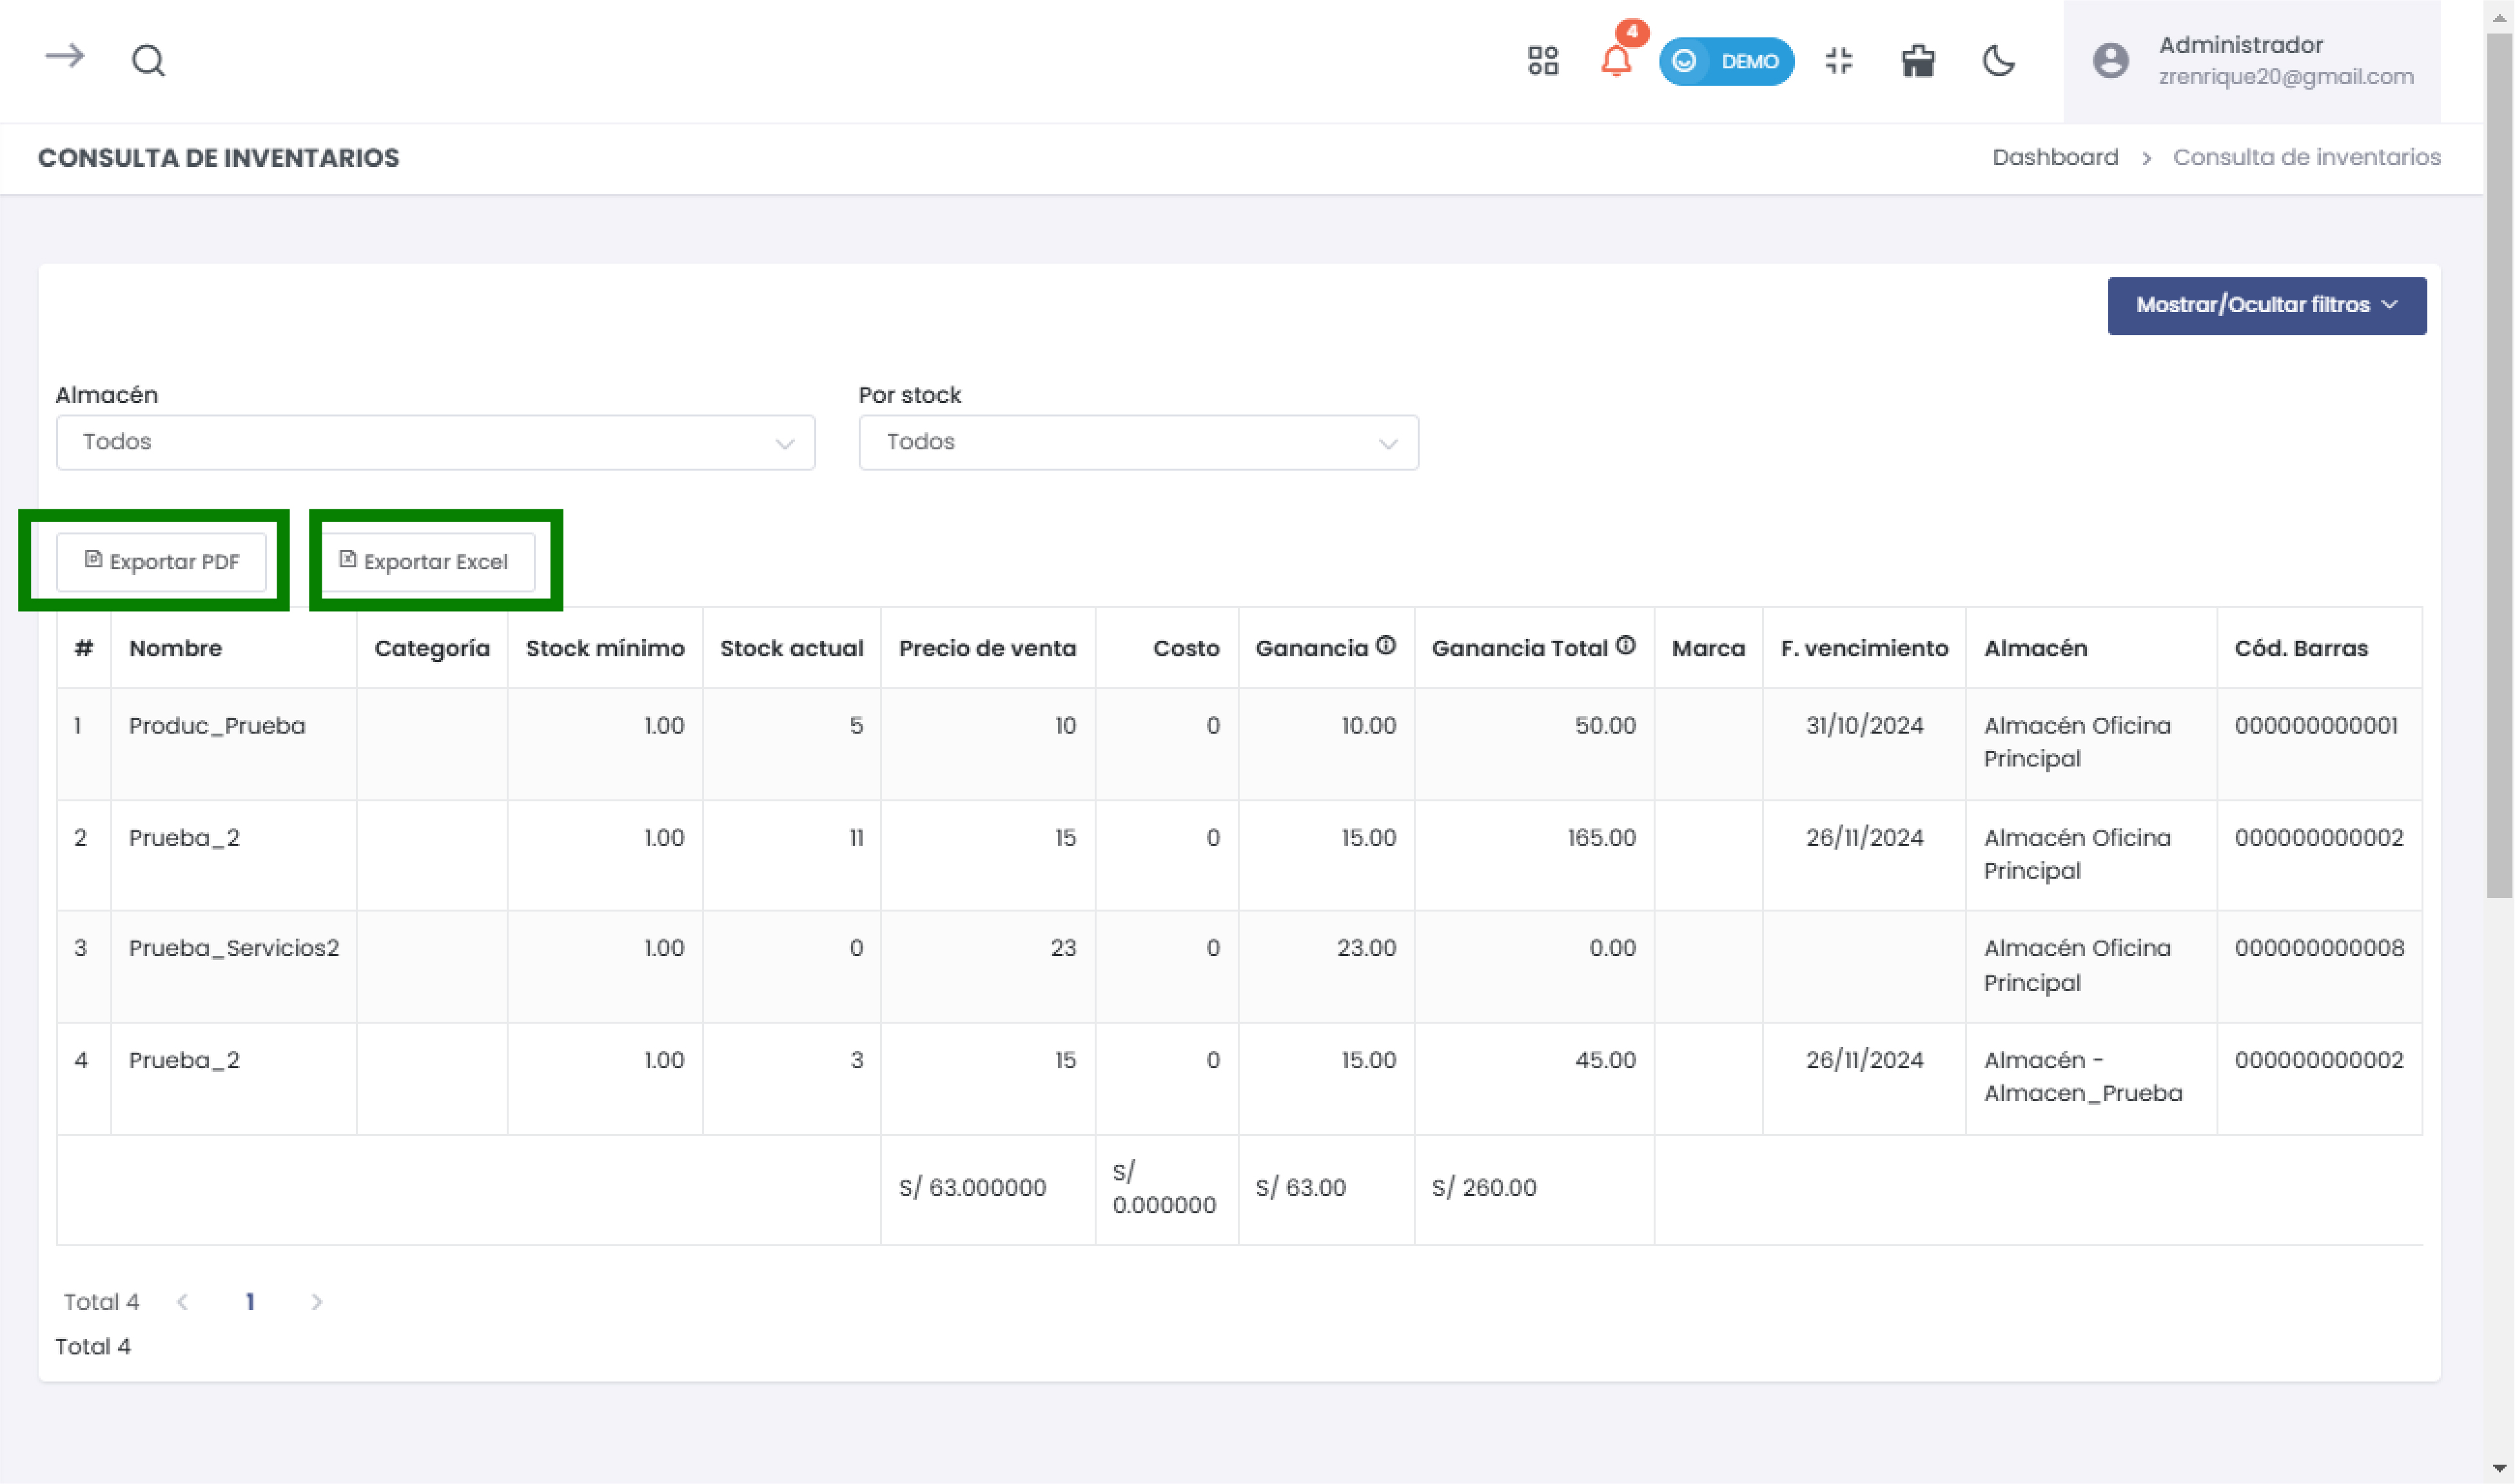 4
DEMO
Administrador
zrenrique20@gmail.com
CONSULTA DE INVENTARIOS
Dashboard > Consulta de inventarios
Mostrar/Ocultar filtros
Almacén
Por stock
Todos
Todos
Exportar PDF
Exportar Excel
# Nombre Categoría Stock mínimo Stock actual Precio de venta Costo Ganancia Ganancia Total Marca F. vencimiento Almacén Cód. Barras
1 Produc_Prueba 1.00 5 10 0 10.00 50.00 31/10/2024 Almacén Oficina 000000000001
Principal
2 Prueba_2 1.00 11 15 0 15.00 165.00 26/11/2024 Almacén Oficina 000000000002
Principal
3 Prueba_Servicios2 1.00 0 23 0 23.00 0.00 Almacén Oficina 000000000008
Principal
4 Prueba_2 1.00 3 15 0 15.00 45.00 26/11/2024 Almacén - 000000000002
Almacen_Prueba
S/ 63.000000 S/ 0.000000 S/ 63.00 S/ 260.00
Total 4 < 1 >
Total 4